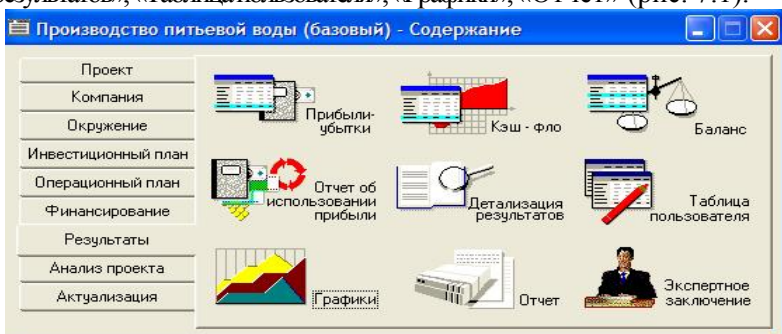 результатов», «Таблица пользователя», «Графики», «Отчет» (рис. 7.1).
Производство питьевой воды (базовый) - Содержание
Проект
Компания
Окружение
Инвестиционный план
Операционный план
Финансирование
Результаты
Анализ проекта
Актуализация
Прибыли-
убытки
Кэш - фло
Баланс
Отчет об
использовании
прибыли
Детализация
результатов
Таблица
пользователя
Графики
Отчет
Экспертное
заключение